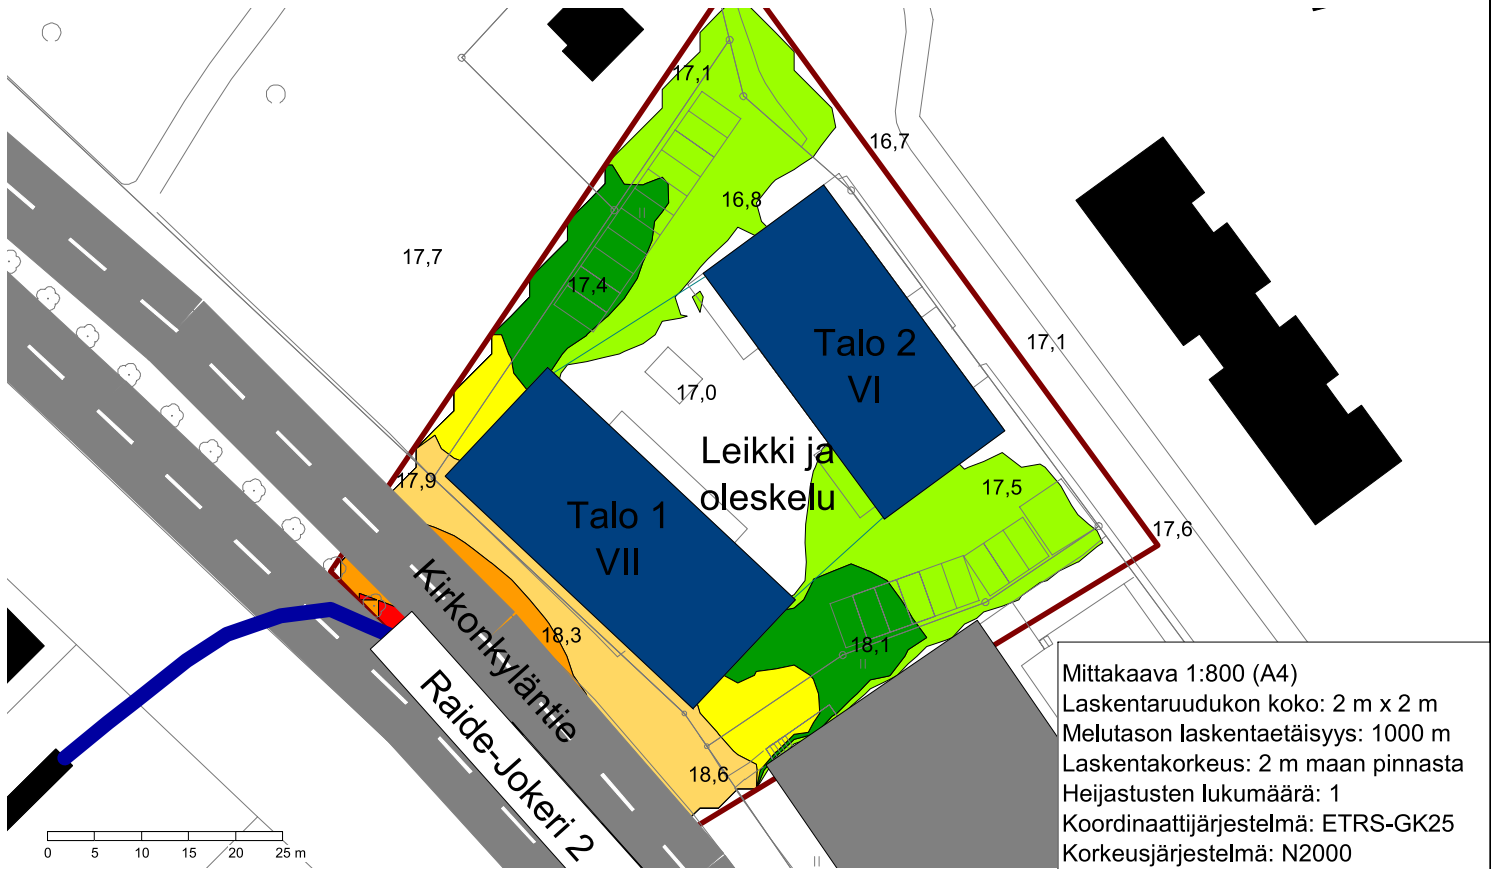 17,1
16,7
16,8
17,7
17,4
Talo 2
VI
17,1
17,0
Leikki ja
oleskelu
17,9
17,5
Talo 1
VII
17,6
Kirkonkyläntie
18,3
18,1
Raide-Jokeri 2
18,6
Mittakaava 1:800 (A4)
Laskentaruudukon koko: 2 m x 2 m
Melutason laskentaetäisyys: 1000 m
Laskentakorkeus: 2 m maan pinnasta
Heijastusten lukumäärä: 1
Koordinaattijärjestelmä: ETRS-GK25
Korkeusjärjestelmä: N2000
0 5 10 15 20 25 m